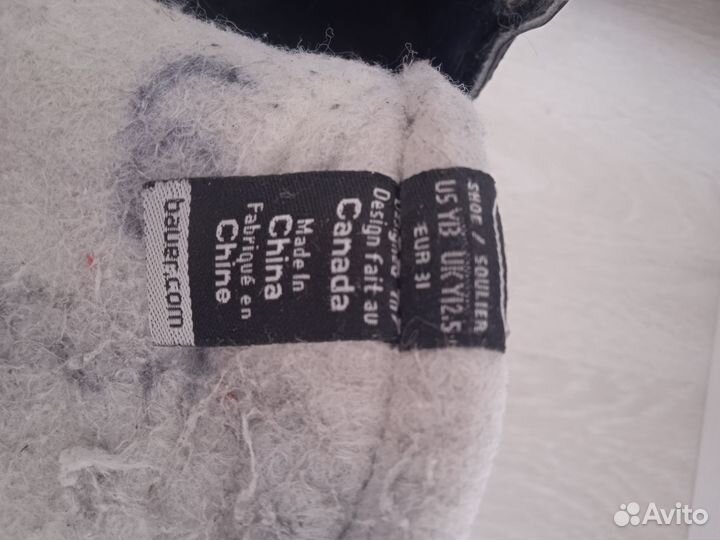 SHOE / SOULIER
US Y13 UK Y12.5
EUR 31
Design fait au
Canada
Made In
China
Fabriqué en
Chine
bauer.com
Avito